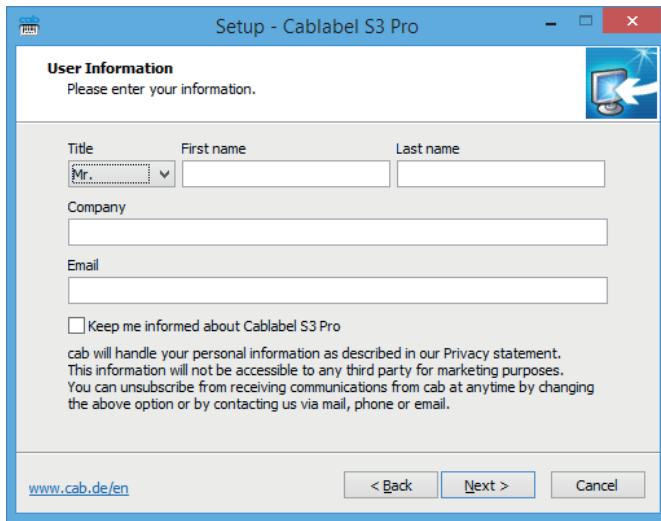 cab
Setup - Cablabel S3 Pro
User Information
Please enter your information.
Title First name Last name
Mr.
Company
Email
Keep me informed about Cablabel S3 Pro
cab will handle your personal information as described in our Privacy statement.
This information will not be accessible to any third party for marketing purposes.
You can unsubscribe from receiving communications from cab at anytime by changing
the above option or by contacting us via mail, phone or email.
www.cab.de/en < Back Next > Cancel